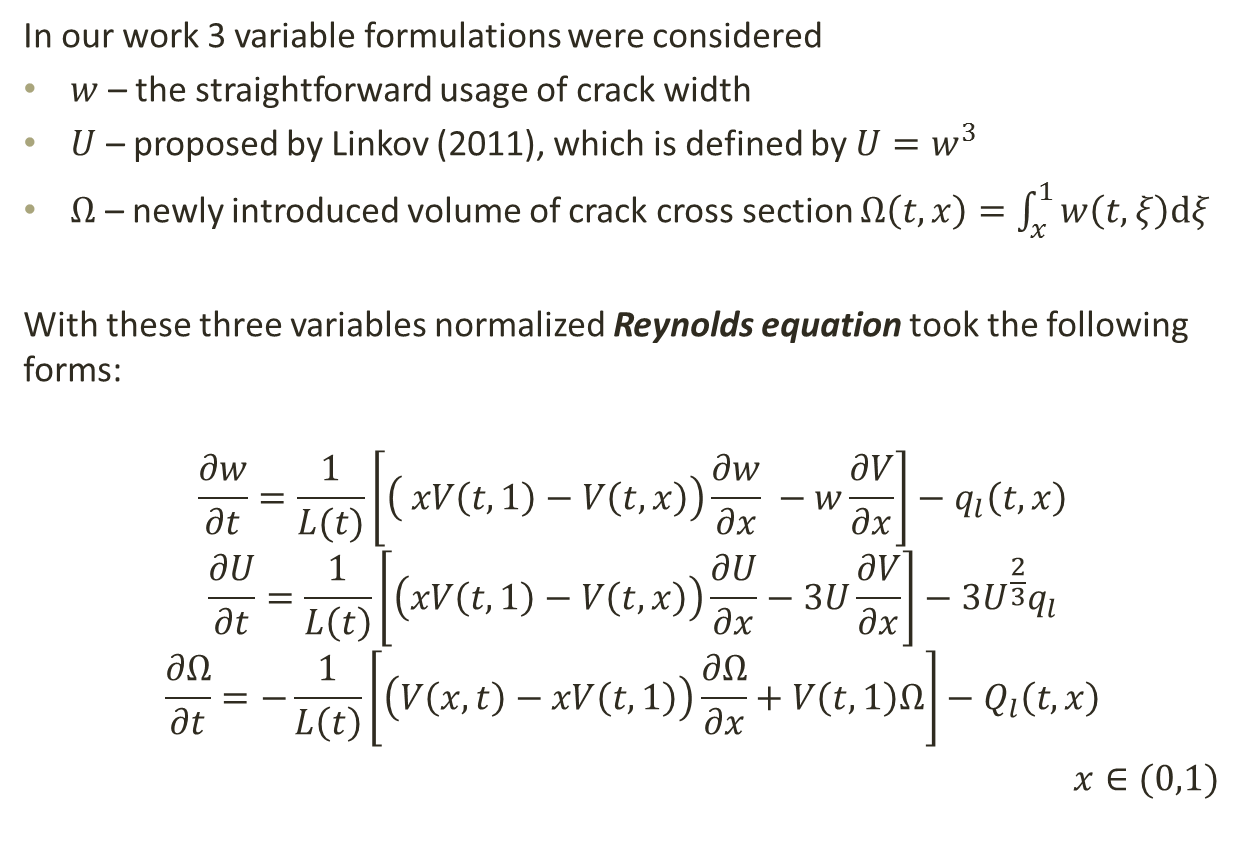 In our work 3 variable formulations were considered
• w – the straightforward usage of crack width
• U – proposed by Linkov (2011), which is defined by U = w³
• Ω – newly introduced volume of crack cross section Ω(t, x) = ∫ₓ¹ w(t, ξ)dξ
With these three variables normalized Reynolds equation took the following
forms:
∂w/∂t = 1/L(t) [( xV(t, 1) − V(t, x)) ∂w/∂x − w ∂V/∂x] − qₗ(t, x)
∂U/∂t = 1/L(t) [(xV(t, 1) − V(t, x)) ∂U/∂x − 3U ∂V/∂x] − 3U^(2/3) qₗ
∂Ω/∂t = − 1/L(t) [(V(x, t) − xV(t, 1)) ∂Ω/∂x + V(t, 1)Ω] − Qₗ(t, x)
x ∈ (0,1)